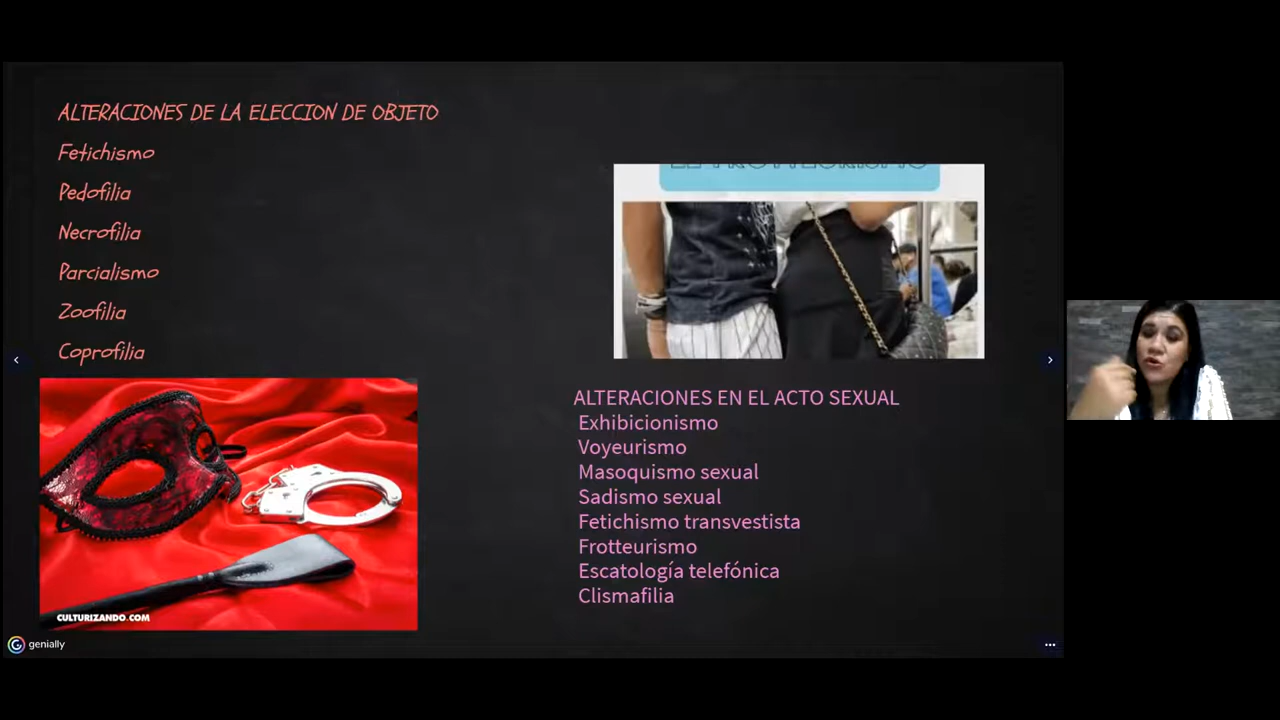 ALTERACIONES DE LA ELECCION DE OBJETO
Fetichismo
Pedofilia
Necrofilia
Parcialismo
Zoofilia
Coprofilia
CULTURIZANDO.COM
genially
ALTERACIONES EN EL ACTO SEXUAL
Exhibicionismo
Voyeurismo
Masoquismo sexual
Sadismo sexual
Fetichismo transvestista
Frotteurismo
Escatología telefónica
Clismafilia